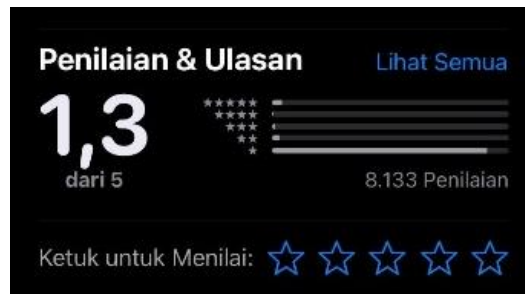 Penilaian & Ulasan
Lihat Semua
1,3
dari 5
8.133 Penilaian
Ketuk untuk Menilai: